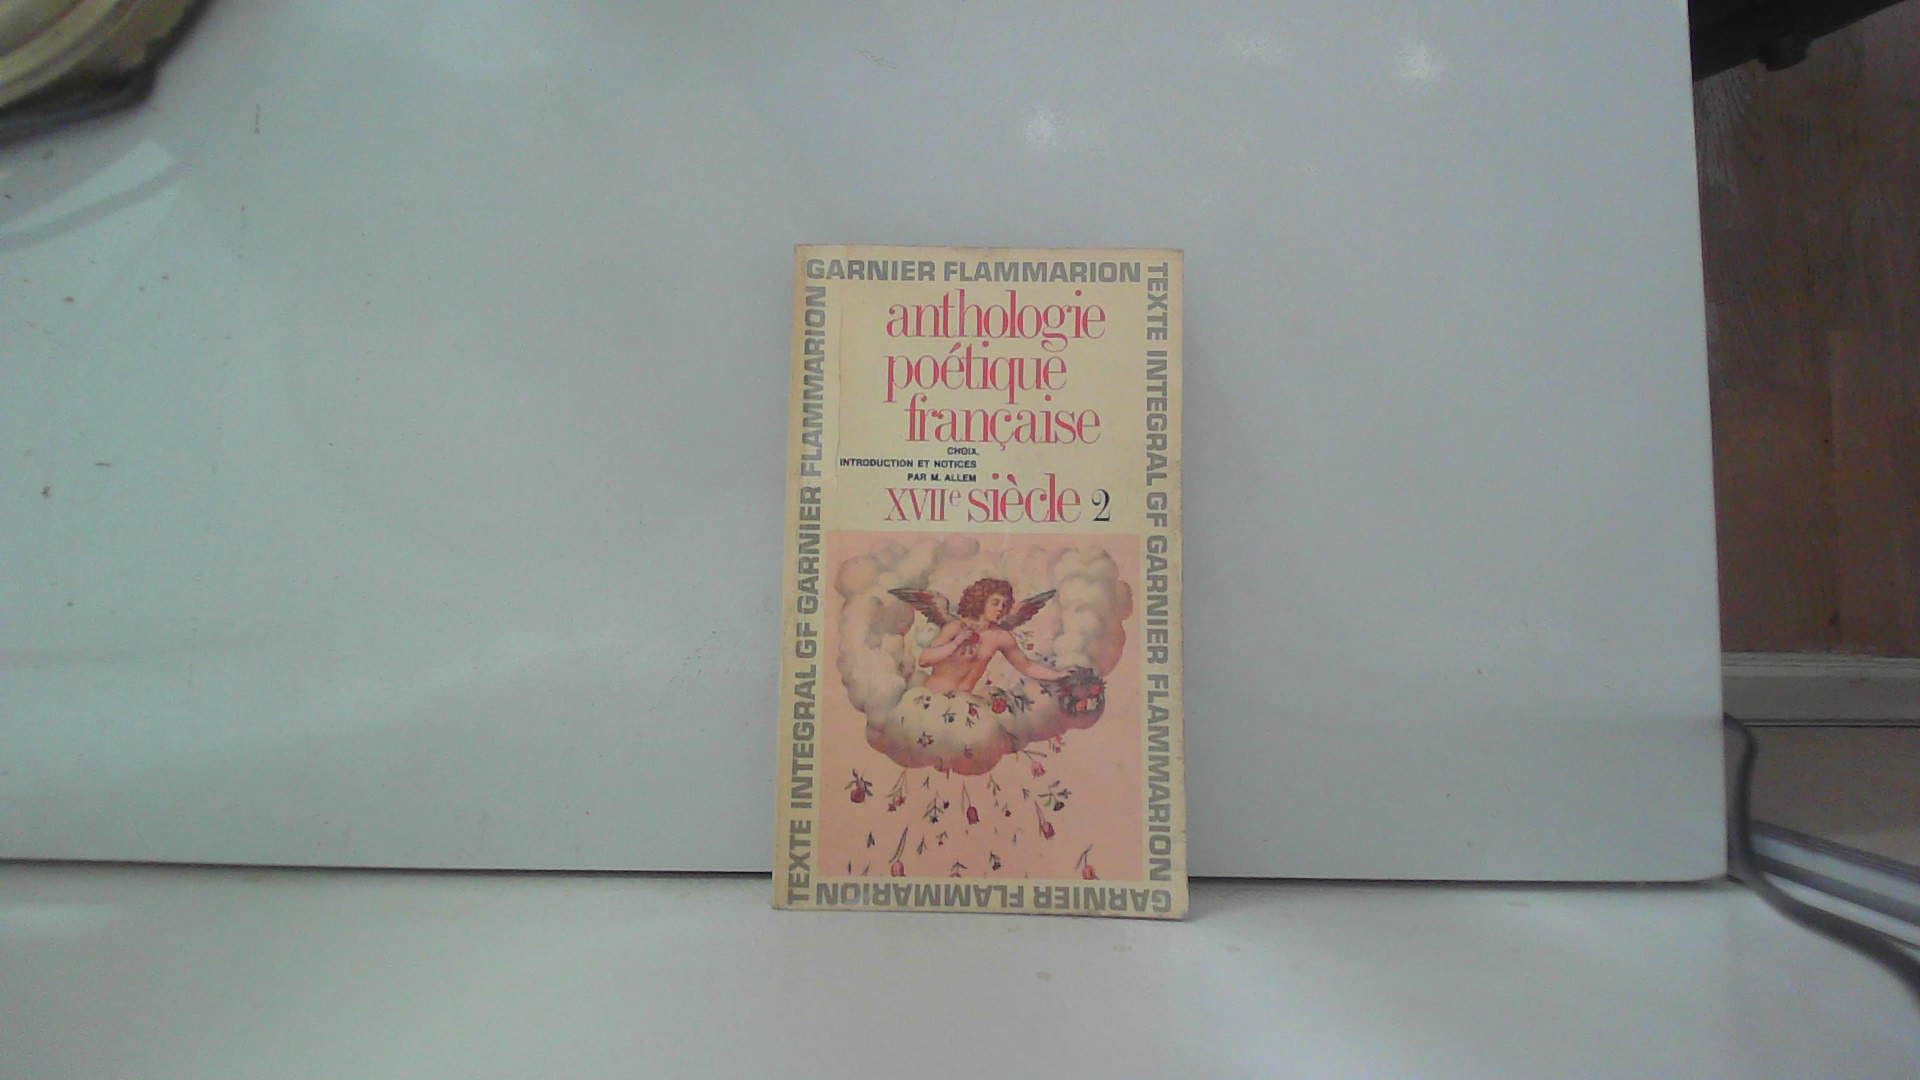 GARNIER FLAMMARION
TEXTE INTEGRAL GF GARNIER FLAMMARION
anthologie
poétique
française
CHOIX,
INTRODUCTION ET NOTICES
PAR M. ALLEM
XVIIe siècle 2
TEXTE INTEGRAL GF GARNIER FLAMMARION
GARNIER FLAMMARION